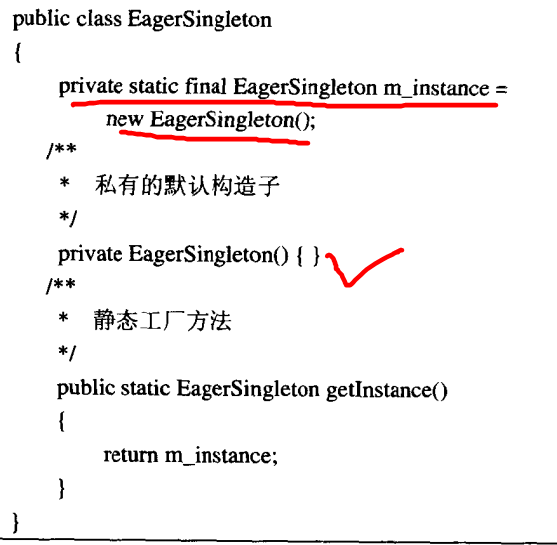 public class EagerSingleton
{
private static final EagerSingleton m_instance =
new EagerSingleton();
/**
* 私有的默认构造子
*/
private EagerSingleton() { }
/**
* 静态工厂方法
*/
public static EagerSingleton getInstance()
{
return m_instance;
}
}